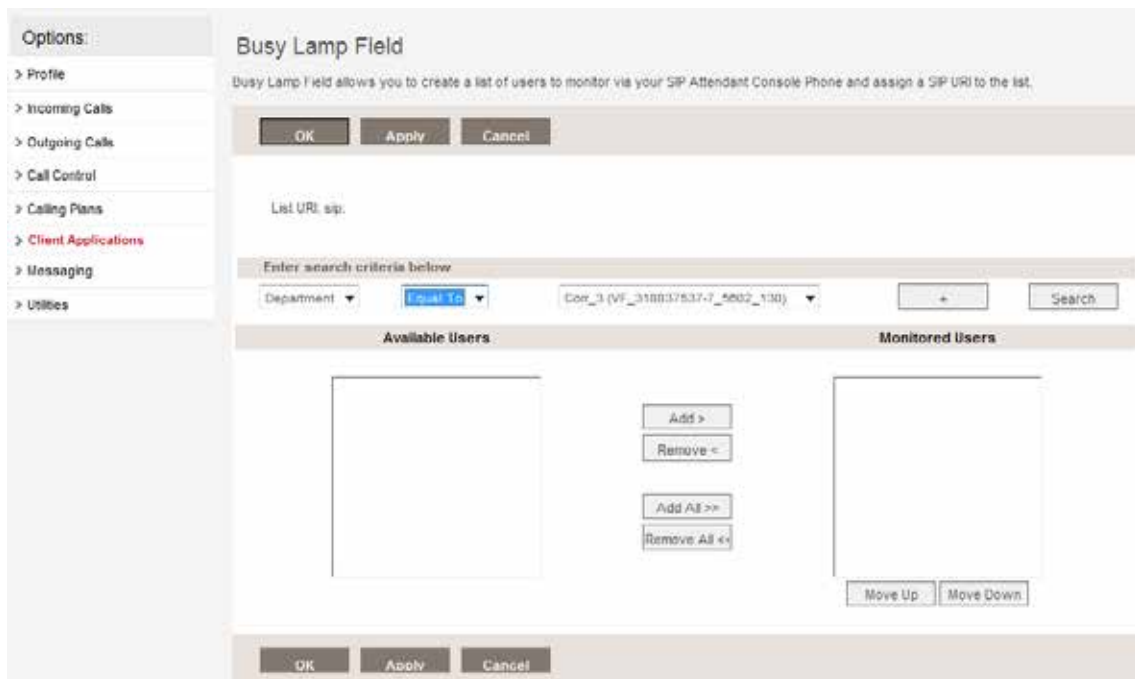 Options:
> Profile
> Incoming Calls
> Outgoing Calls
> Call Control
> Calling Plans
> Client Applications
> Messaging
> Utilities
Busy Lamp Field
Busy Lamp Field allows you to create a list of users to monitor via your SIP Attendant Console Phone and assign a SIP URI to the list.
OK Apply Cancel
List URI: sip:
Enter search criteria below
Department Equal To + Search
Available Users Monitored Users
Add >
Remove <
Add All >>
Remove All <<
Move Up Move Down
OK Apply Cancel